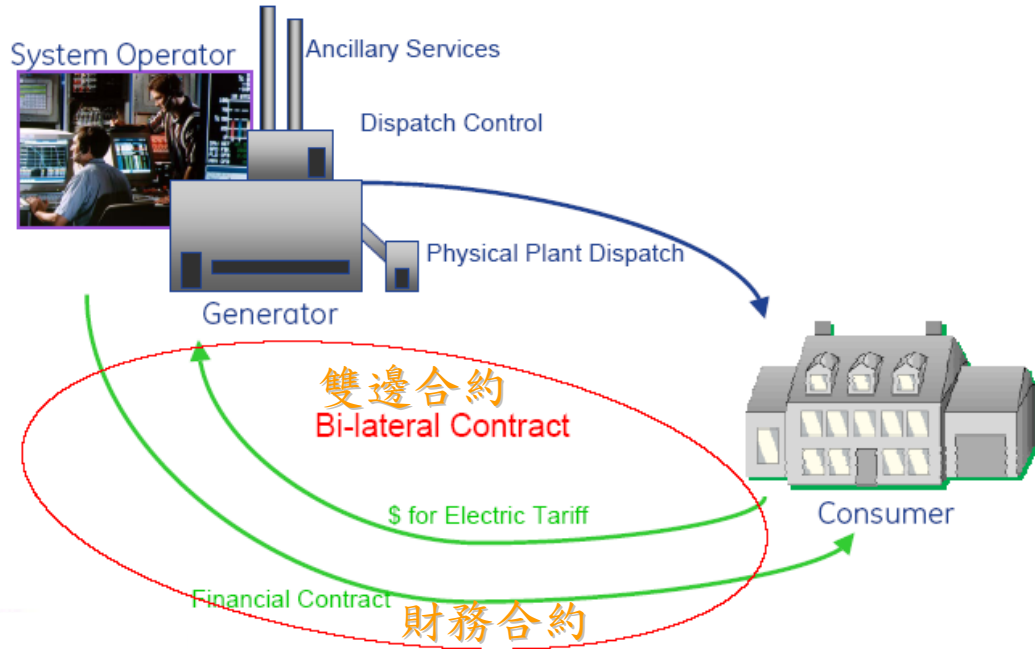 System Operator
Ancillary Services
Dispatch Control
Physical Plant Dispatch
Generator
雙邊合約
Bi-lateral Contract
$ for Electric Tariff
Consumer
Financial Contract
財務合約